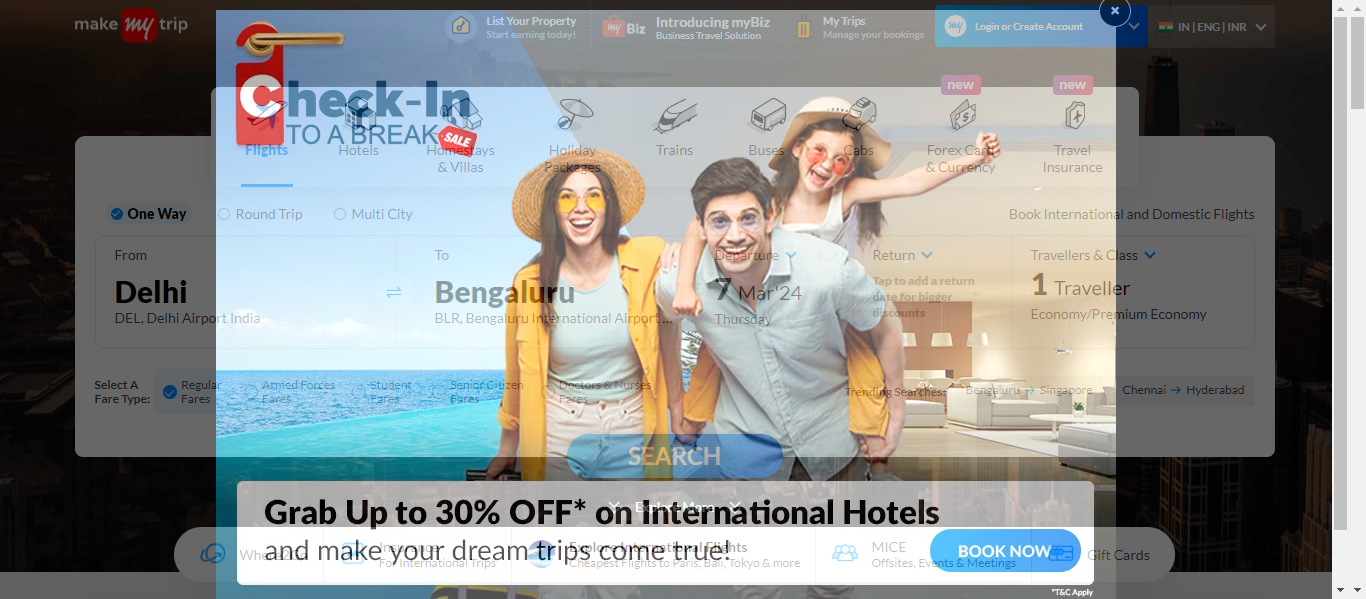 make my trip
List Your Property
Start earning today!
my Biz
Introducing myBiz
Business Travel Solution
My Trips
Manage your bookings
my
Login or Create Account
IN | ENG | INR
Check-In
TO A BREAK
SALE
new
new
Flights
Hotels
Homestays
& Villas
Holiday
Packages
Trains
Buses
Cabs
Forex Card
& Currency
Travel
Insurance
One Way
Round Trip
Multi City
Book International and Domestic Flights
From
Delhi
DEL, Delhi Airport India
To
Bengaluru
BLR, Bengaluru International Airport ...
Departure
7 Mar'24
Thursday
Return
Tap to add a return
date for bigger
discounts
Travellers & Class
1 Traveller
Economy/Premium Economy
Select A
Fare Type:
Regular
Fares
Armed Forces
Fares
Student
Fares
Senior Citizen
Fares
Doctors & Nurses
Fares
Trending Searches:
Bengaluru → Singapore
Chennai → Hyderabad
SEARCH
Explore More
Grab Up to 30% OFF* on International Hotels
and make your dream trips come true!
BOOK NOW
Where2Go
Insurance
For International Trips
Explore International Flights
Cheapest Flights to Paris, Bali, Tokyo & more
MICE
Offsites, Events & Meetings
Gift Cards
*T&C Apply